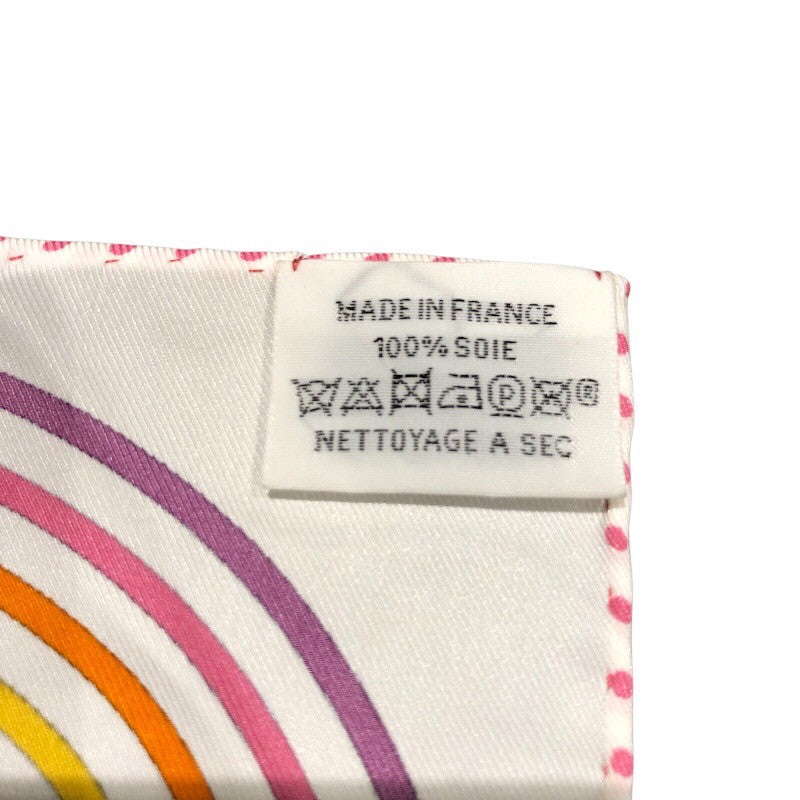 MADE IN FRANCE
100% SOIE
P ®
NETTOYAGE A SEC